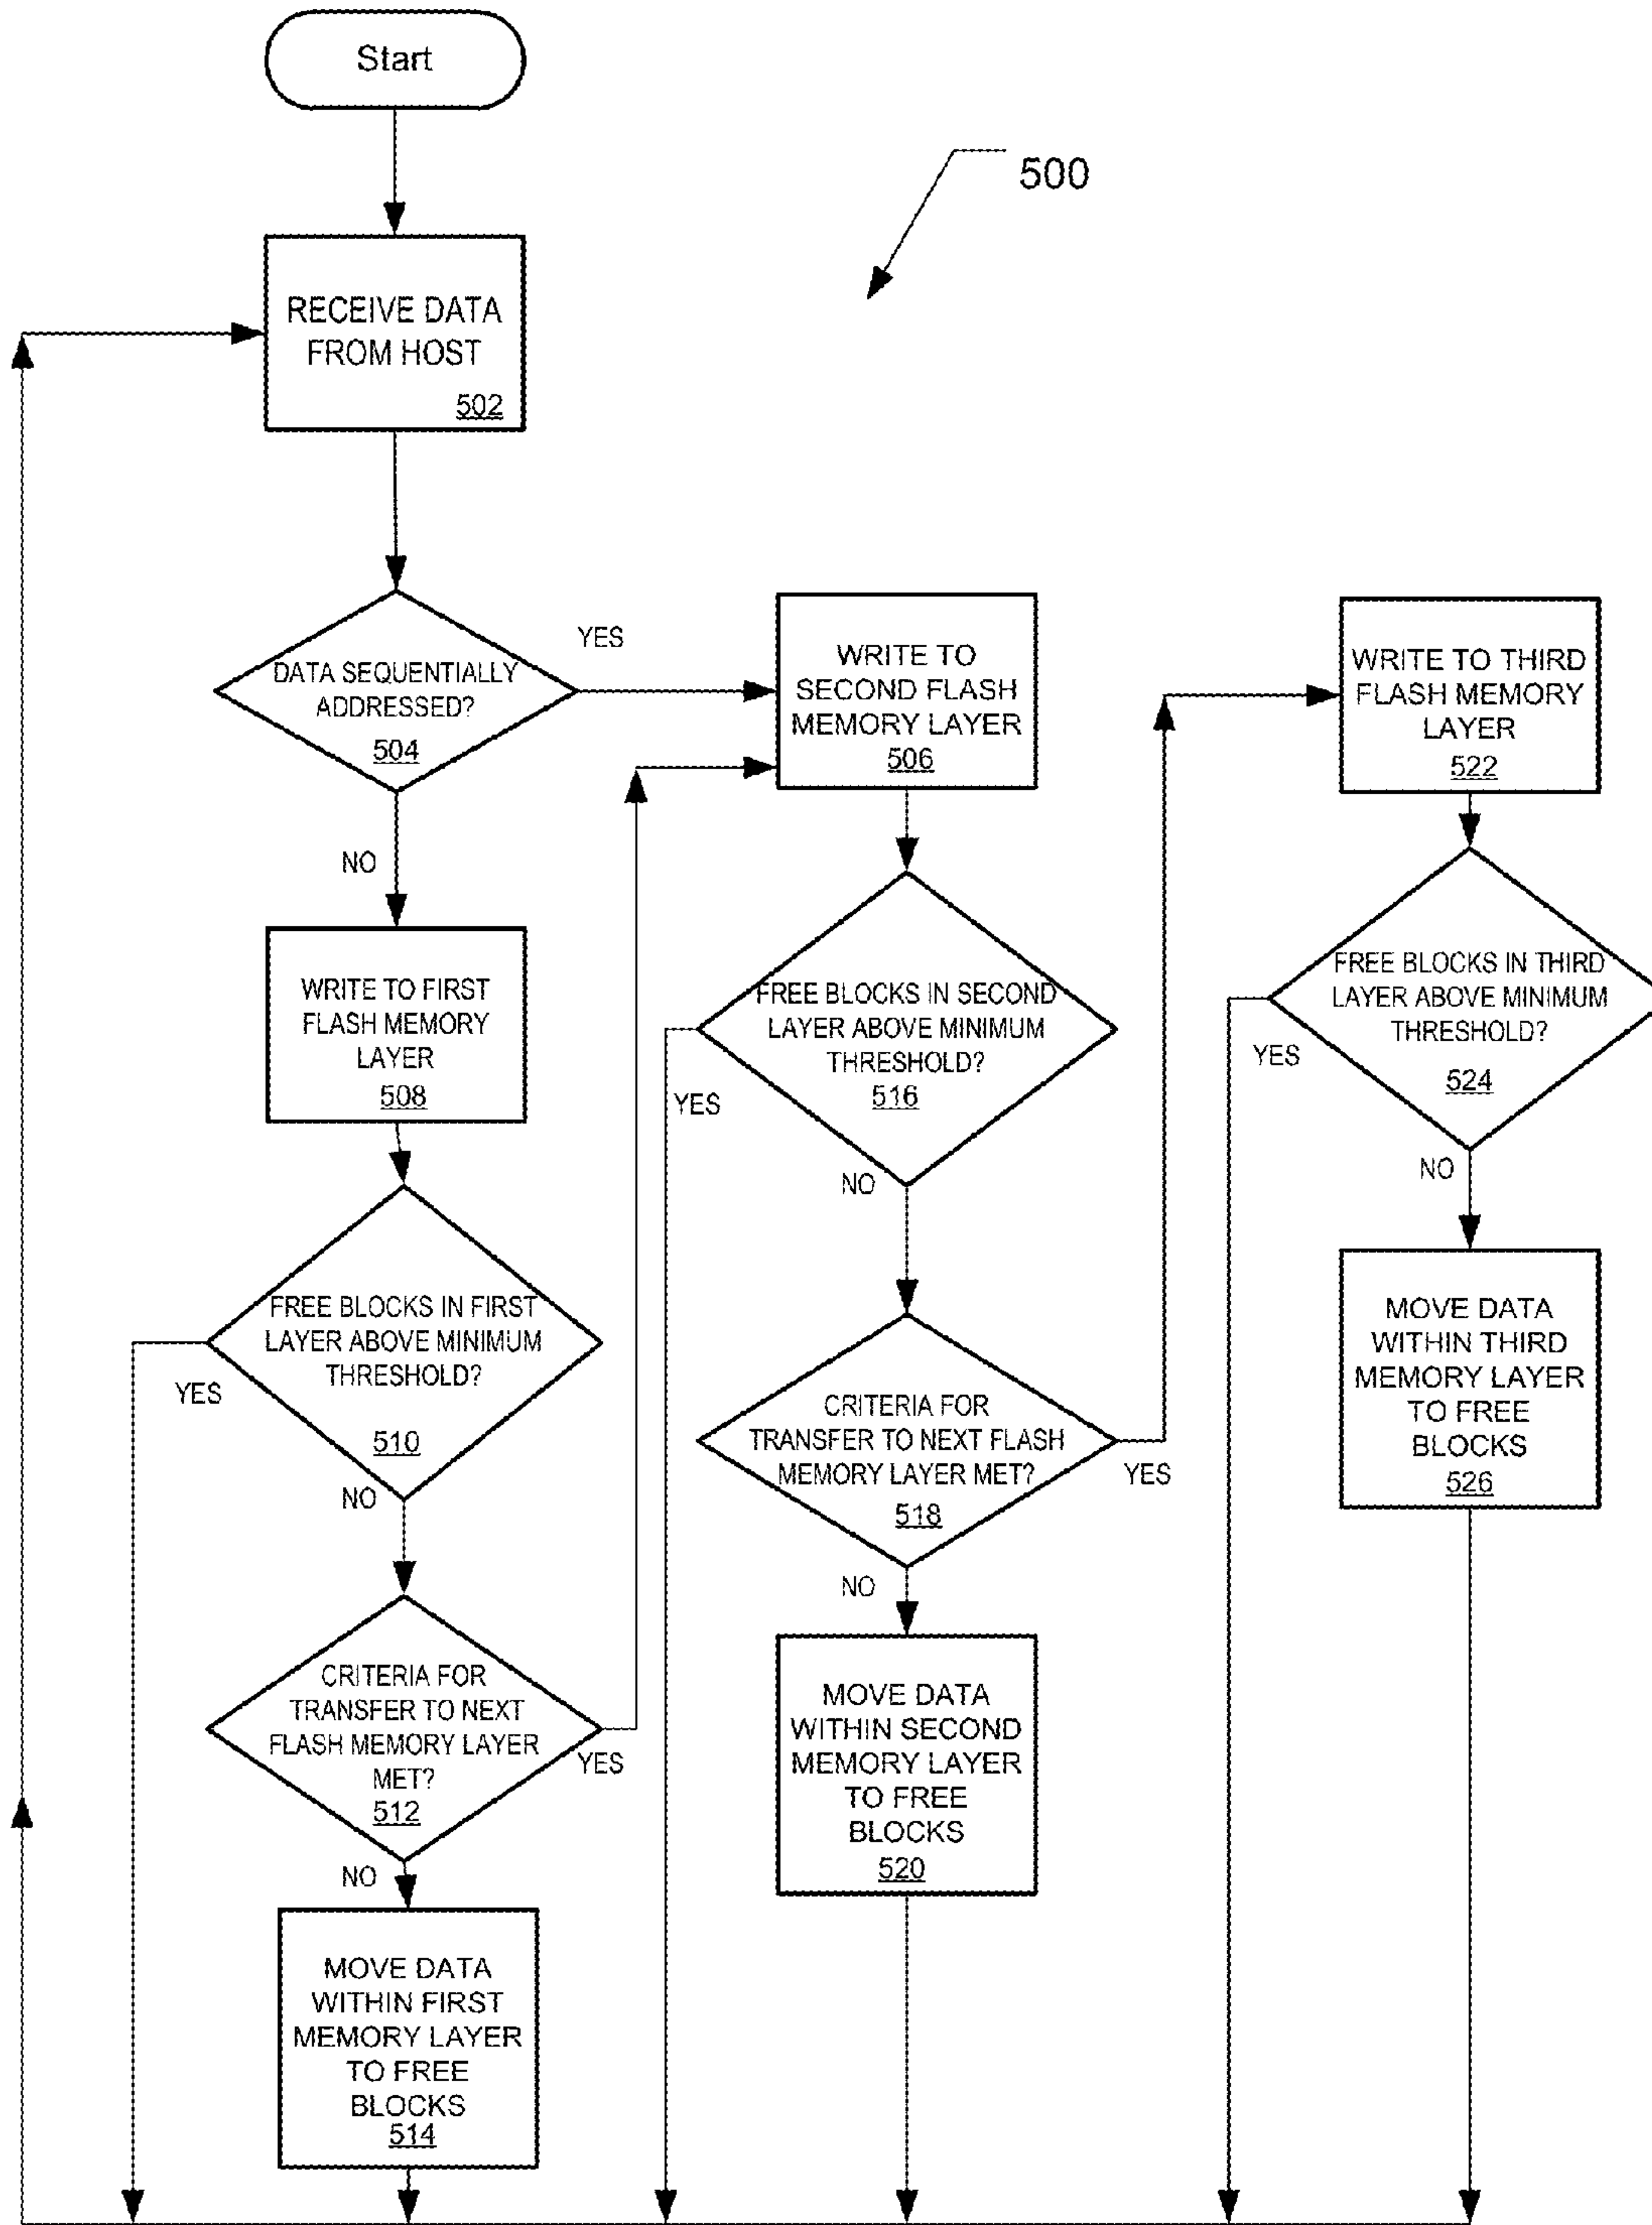 Start
500
RECEIVE DATA
FROM HOST
502
DATA SEQUENTIALLY
ADDRESSED?
504
YES
NO
WRITE TO FIRST
FLASH MEMORY
LAYER
508
FREE BLOCKS IN FIRST
LAYER ABOVE MINIMUM
THRESHOLD?
510
YES
NO
CRITERIA FOR
TRANSFER TO NEXT
FLASH MEMORY LAYER
MET?
512
YES
NO
MOVE DATA
WITHIN FIRST
MEMORY LAYER
TO FREE
BLOCKS
514
WRITE TO
SECOND FLASH
MEMORY LAYER
506
FREE BLOCKS IN SECOND
LAYER ABOVE MINIMUM
THRESHOLD?
516
YES
NO
CRITERIA FOR
TRANSFER TO NEXT FLASH
MEMORY LAYER MET?
518
YES
NO
MOVE DATA
WITHIN SECOND
MEMORY LAYER
TO FREE
BLOCKS
520
WRITE TO THIRD
FLASH MEMORY
LAYER
522
FREE BLOCKS IN THIRD
LAYER ABOVE MINIMUM
THRESHOLD?
524
YES
NO
MOVE DATA
WITHIN THIRD
MEMORY LAYER
TO FREE
BLOCKS
526